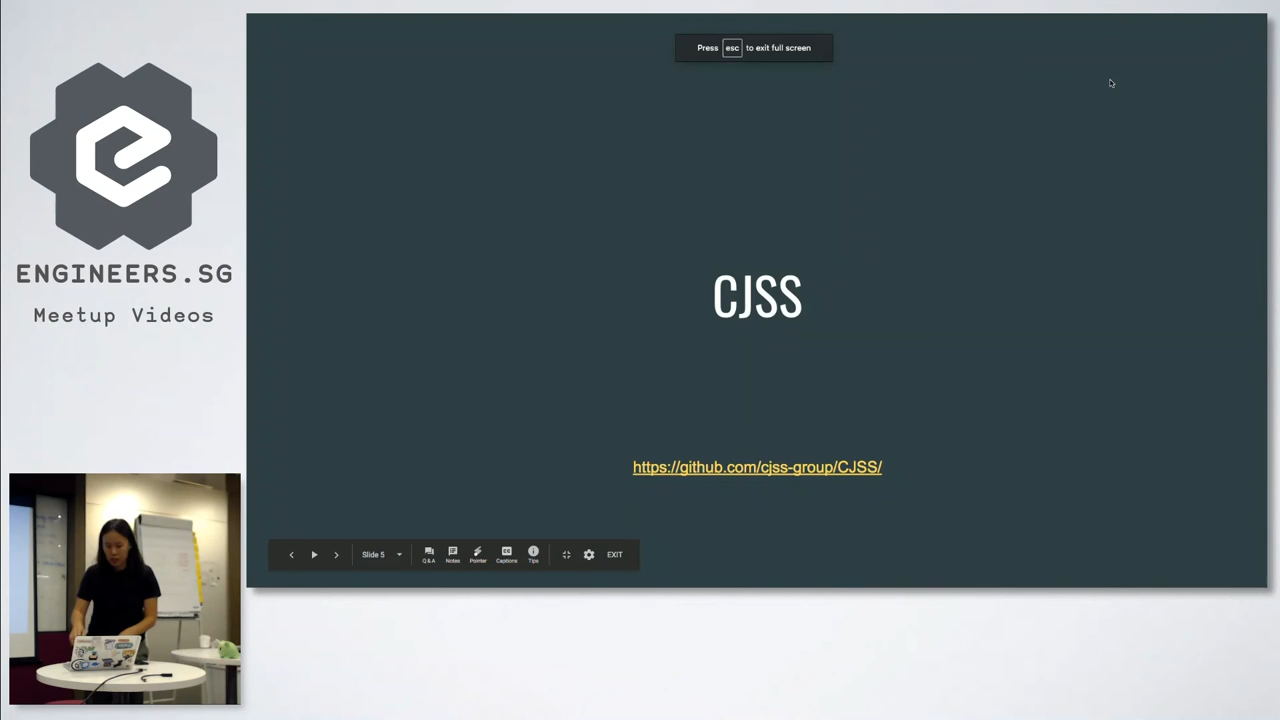 ENGINEERS.SG
Meetup Videos
Press esc to exit full screen
CJSS
https://github.com/cjss-group/CJSS/
Slide 5
Q&A
Notes
Pointer
Captions
Tips
EXIT